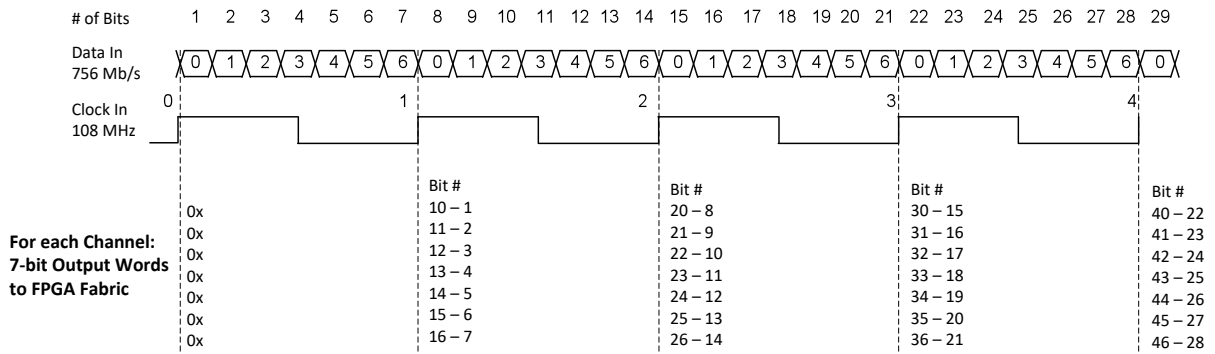 # of Bits 1 2 3 4 5 6 7 8 9 10 11 12 13 14 15 16 17 18 19 20 21 22 23 24 25 26 27 28 29
Data In
756 Mb/s
0 1 2 3 4 5 6 0 1 2 3 4 5 6 0 1 2 3 4 5 6 0 1 2 3 4 5 6 0
Clock In
108 MHz
0 1 2 3 4
For each Channel:
7-bit Output Words
to FPGA Fabric
0x
0x
0x
0x
0x
0x
0x
Bit #
10 – 1
11 – 2
12 – 3
13 – 4
14 – 5
15 – 6
16 – 7
Bit #
20 – 8
21 – 9
22 – 10
23 – 11
24 – 12
25 – 13
26 – 14
Bit #
30 – 15
31 – 16
32 – 17
33 – 18
34 – 19
35 – 20
36 – 21
Bit #
40 – 22
41 – 23
42 – 24
43 – 25
44 – 26
45 – 27
46 – 28